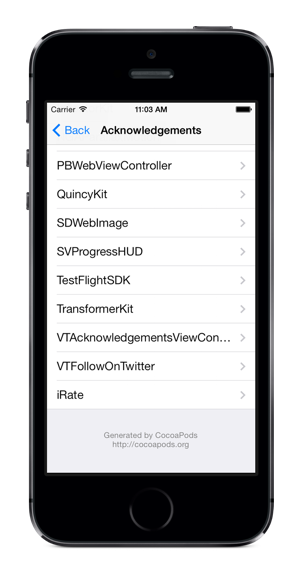 Carrier 11:03 AM
Back Acknowledgements
PBWebViewController
QuincyKit
SDWebImage
SVProgressHUD
TestFlightSDK
TransformerKit
VTAcknowledgementsViewCon...
VTFollowOnTwitter
iRate
Generated by CocoaPods
http://cocoapods.org